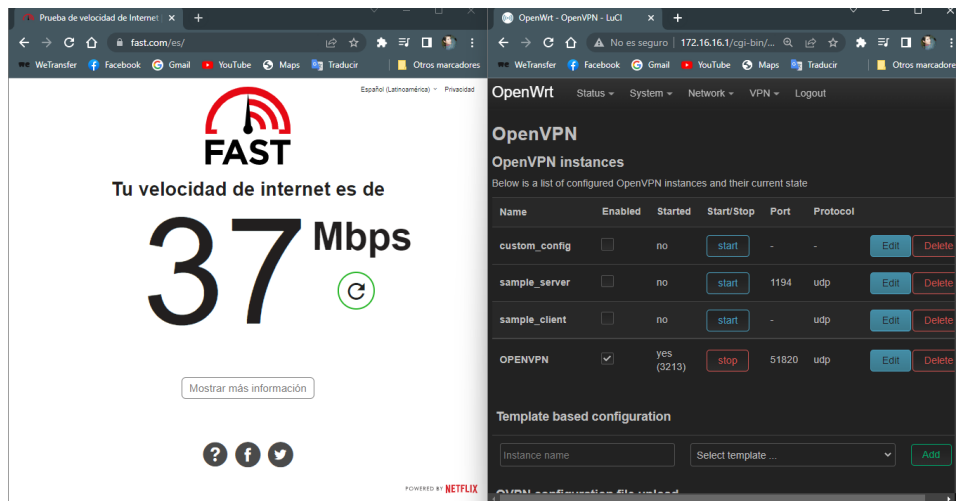 Prueba de velocidad de Internet
fast.com/es/
WeTransfer Facebook Gmail YouTube Maps Traducir Otros marcadores
Español (Latinoamérica) Privacidad
FAST
Tu velocidad de internet es de
37 Mbps
Mostrar más información
POWERED BY NETFLIX
OpenWrt - OpenVPN - LuCI
No es seguro 172.16.16.1/cgi-bin/...
WeTransfer Facebook Gmail YouTube Maps Traducir Otros marcadore
OpenWrt Status System Network VPN Logout
OpenVPN
OpenVPN instances
Below is a list of configured OpenVPN instances and their current state
Name Enabled Started Start/Stop Port Protocol
custom_config no start - - Edit Delete
sample_server no start 1194 udp Edit Delete
sample_client no start - udp Edit Delete
OPENVPN yes (3213) stop 51820 udp Edit Delete
Template based configuration
Instance name Select template ... Add
OVPN configuration file upload